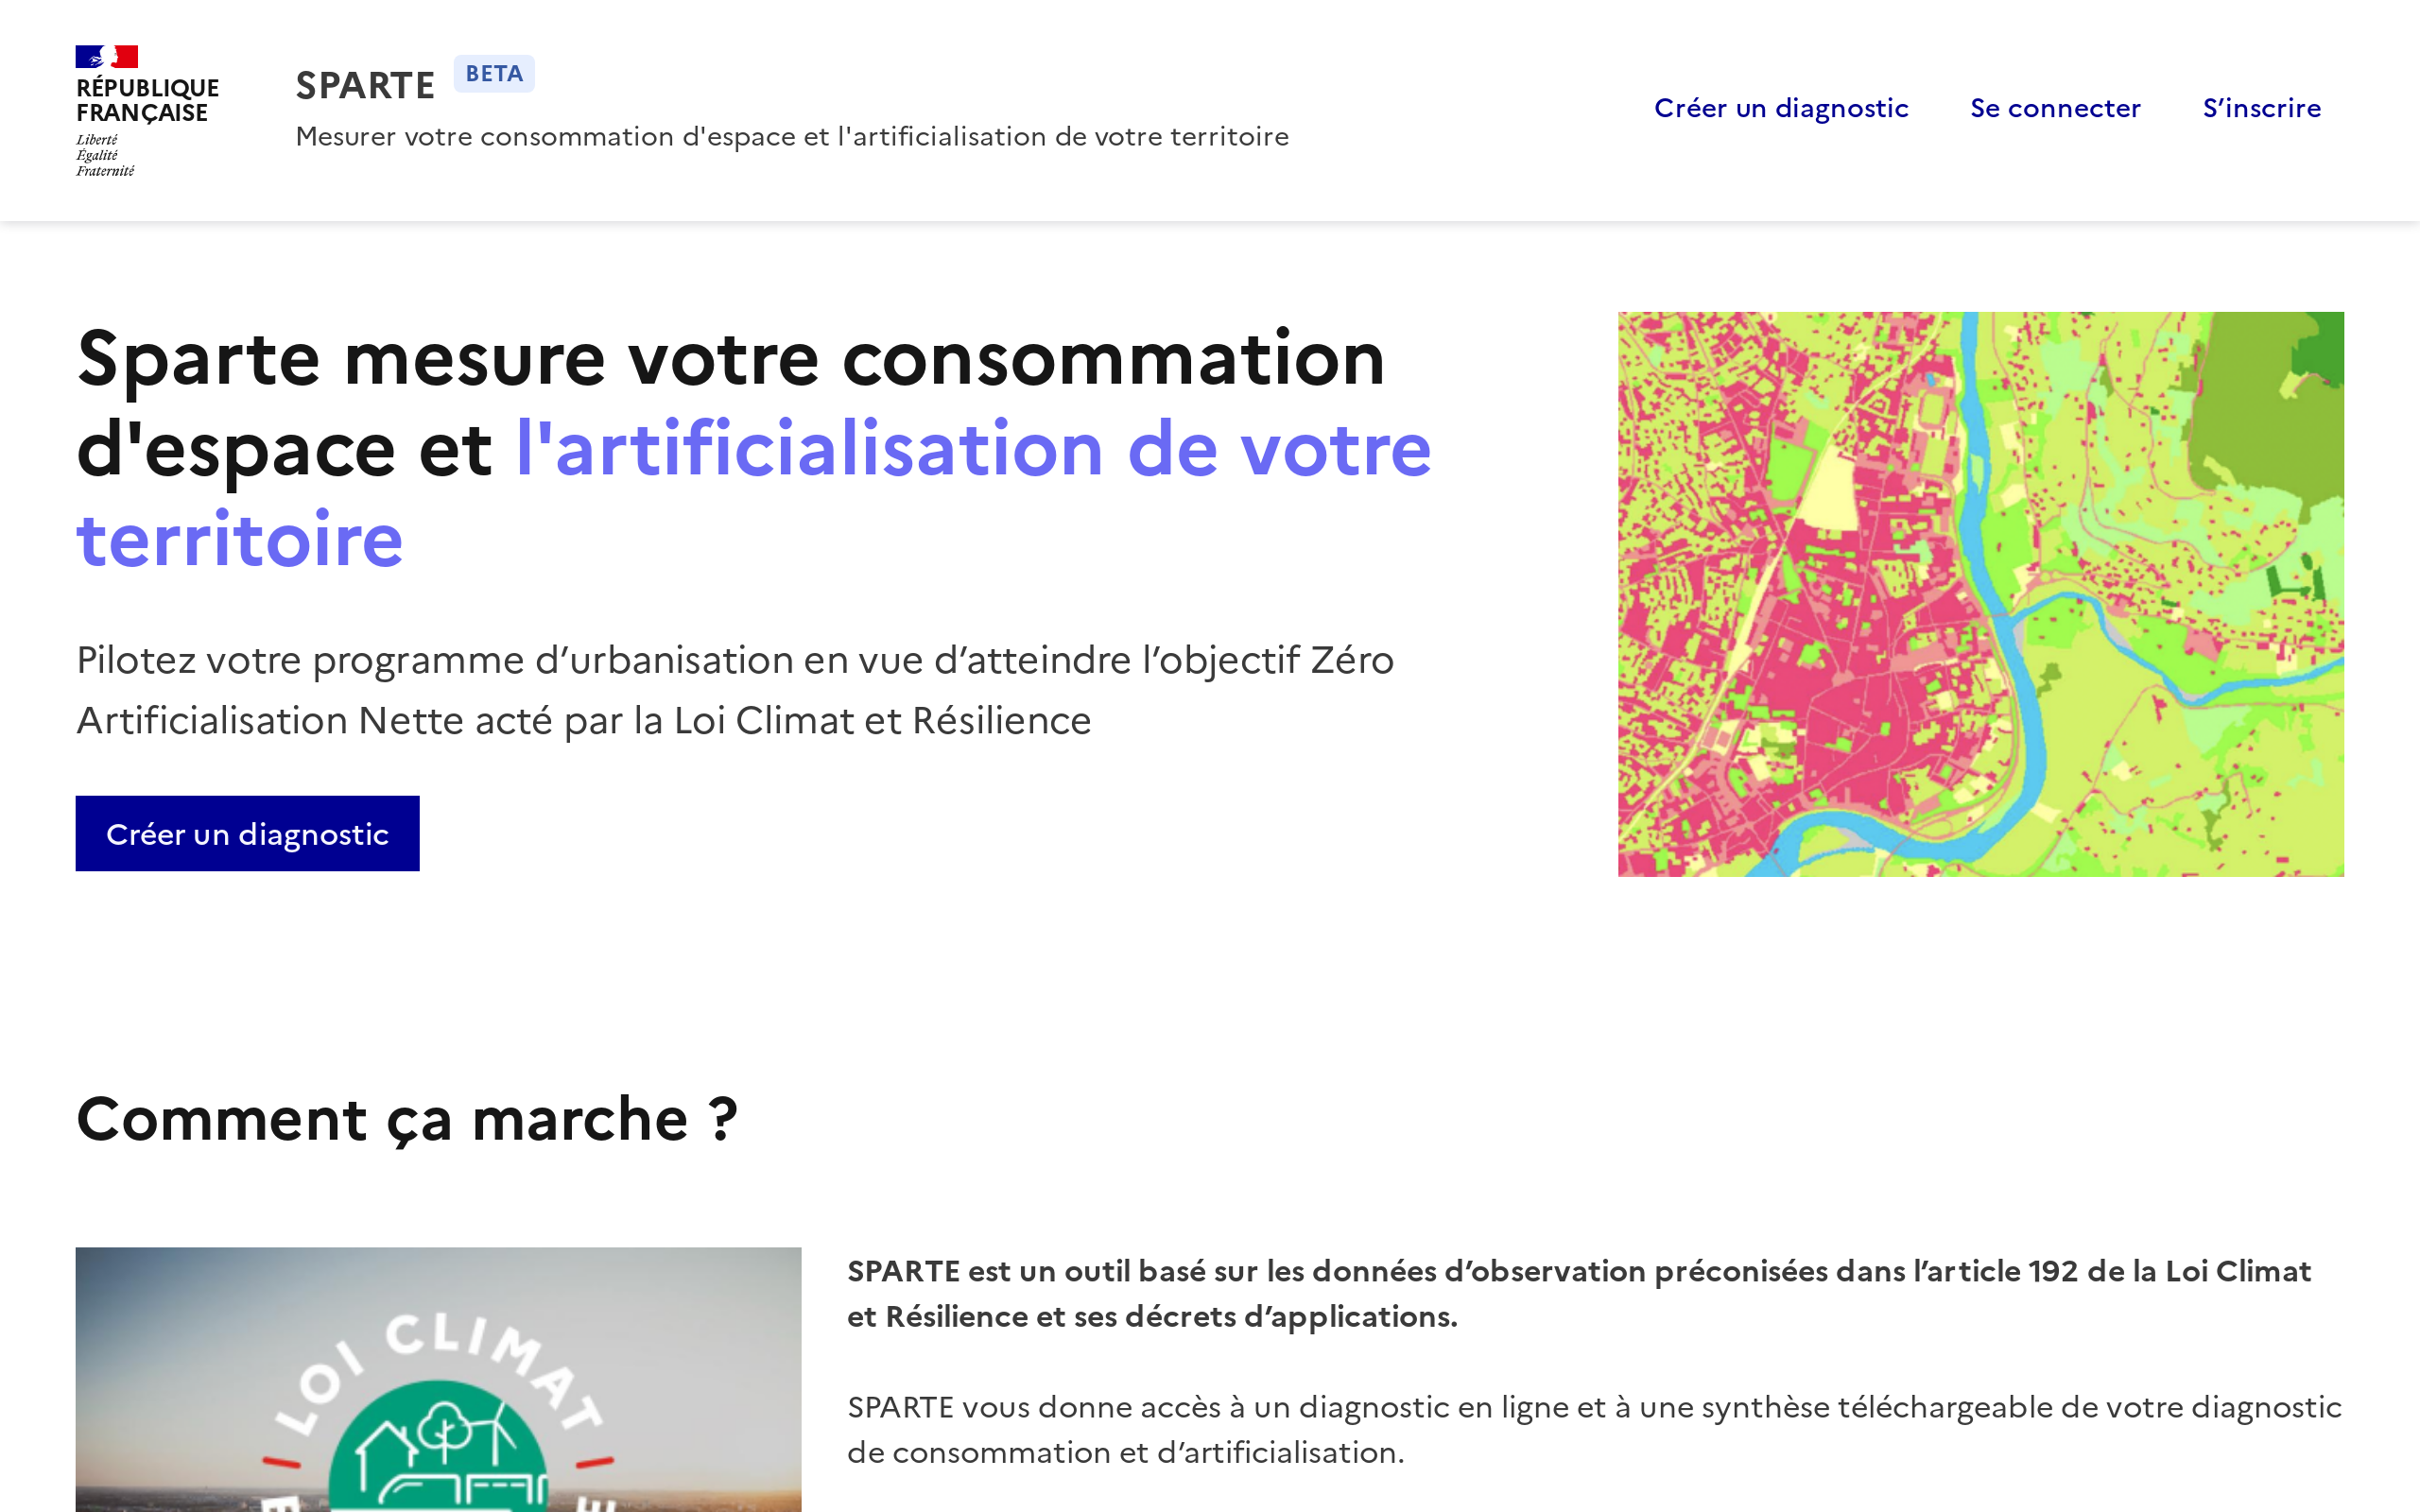 RÉPUBLIQUE
FRANÇAISE
Liberté
Égalité
Fraternité
SPARTE BETA
Mesurer votre consommation d'espace et l'artificialisation de votre territoire
Créer un diagnostic
Se connecter
S’inscrire
Sparte mesure votre consommation
d'espace et l'artificialisation de votre
territoire
Pilotez votre programme d’urbanisation en vue d’atteindre l’objectif Zéro
Artificialisation Nette acté par la Loi Climat et Résilience
Créer un diagnostic
Comment ça marche ?
LOI CLIMAT
SPARTE est un outil basé sur les données d’observation préconisées dans l’article 192 de la Loi Climat
et Résilience et ses décrets d’applications.
SPARTE vous donne accès à un diagnostic en ligne et à une synthèse téléchargeable de votre diagnostic
de consommation et d’artificialisation.